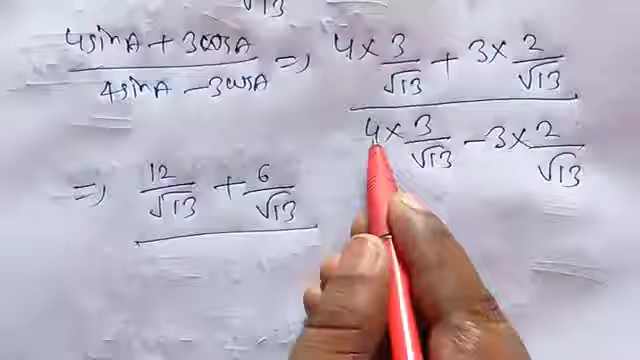 √13
4sinA + 3cosA / 4sinA - 3cosA => 4 × 3/√13 + 3 × 2/√13 / 4 × 3/√13 - 3 × 2/√13
=> 12/√13 + 6/√13